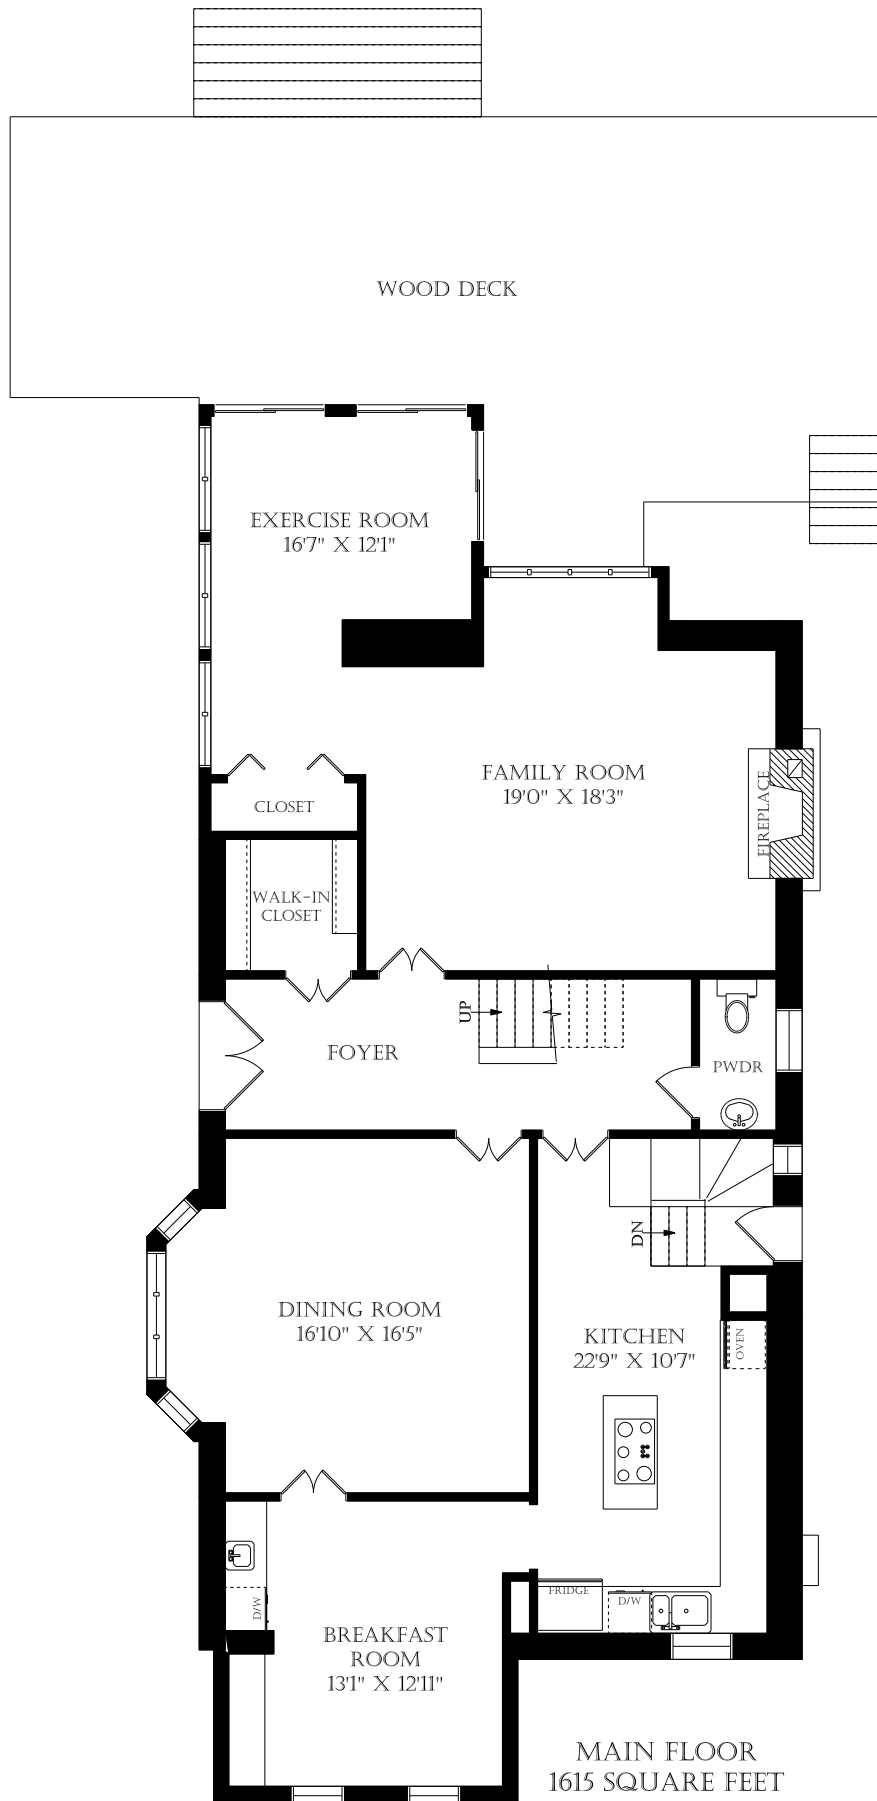 WOOD DECK
EXERCISE ROOM
16'7" X 12'1"
FAMILY ROOM
19'0" X 18'3"
FIREPLACE
CLOSET
WALK-IN
CLOSET
UP
FOYER
PWDR
DN
DINING ROOM
16'10" X 16'5"
KITCHEN
22'9" X 10'7"
OVEN
FRIDGE
D/W
D/W
BREAKFAST
ROOM
13'1" X 12'11"
MAIN FLOOR
1615 SQUARE FEET